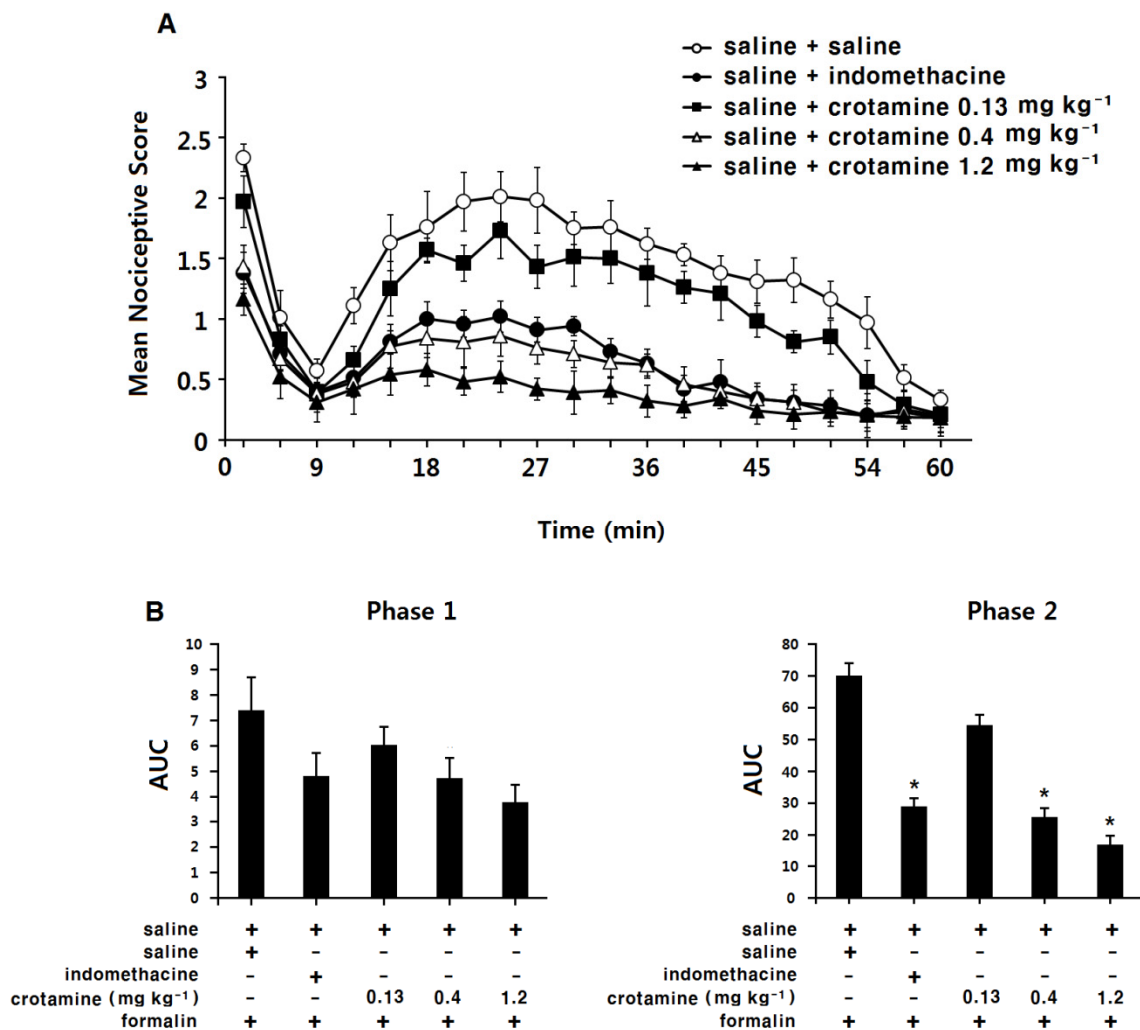 A
saline + saline
saline + indomethacine
saline + crotamine 0.13 mg kg⁻¹
saline + crotamine 0.4 mg kg⁻¹
saline + crotamine 1.2 mg kg⁻¹
Mean Nociceptive Score
3
2.5
2
1.5
1
0.5
0
0 9 18 27 36 45 54 60
Time (min)
B
Phase 1
AUC
10
9
8
7
6
5
4
3
2
1
0
saline + + + + +
saline + - - - -
indomethacine - + - - -
crotamine (mg kg⁻¹) - - 0.13 0.4 1.2
formalin + + + + +
Phase 2
AUC
80
70
60
50
40
30
20
10
0
* * *
saline + + + + +
saline + - - - -
indomethacine - + - - -
crotamine (mg kg⁻¹) - - 0.13 0.4 1.2
formalin + + + + +